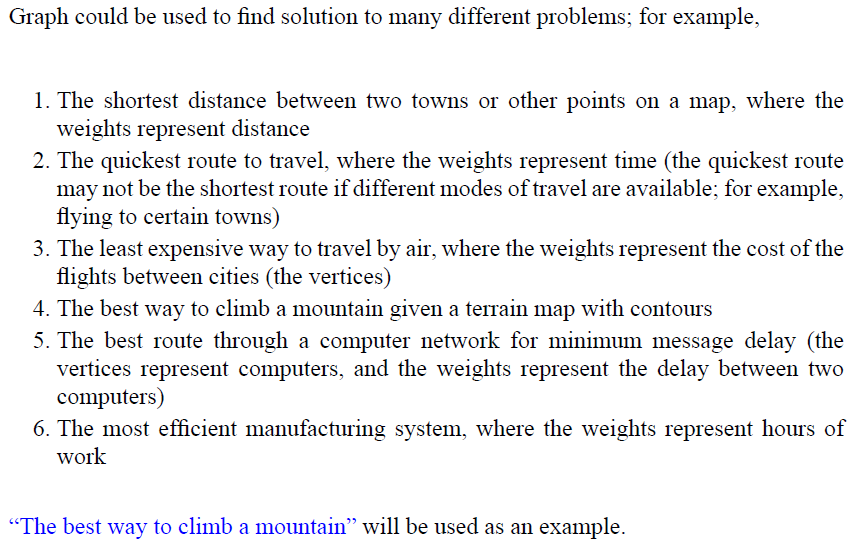 Graph could be used to find solution to many different problems; for example,
1. The shortest distance between two towns or other points on a map, where the
weights represent distance
2. The quickest route to travel, where the weights represent time (the quickest route
may not be the shortest route if different modes of travel are available; for example,
flying to certain towns)
3. The least expensive way to travel by air, where the weights represent the cost of the
flights between cities (the vertices)
4. The best way to climb a mountain given a terrain map with contours
5. The best route through a computer network for minimum message delay (the
vertices represent computers, and the weights represent the delay between two
computers)
6. The most efficient manufacturing system, where the weights represent hours of
work
“The best way to climb a mountain” will be used as an example.